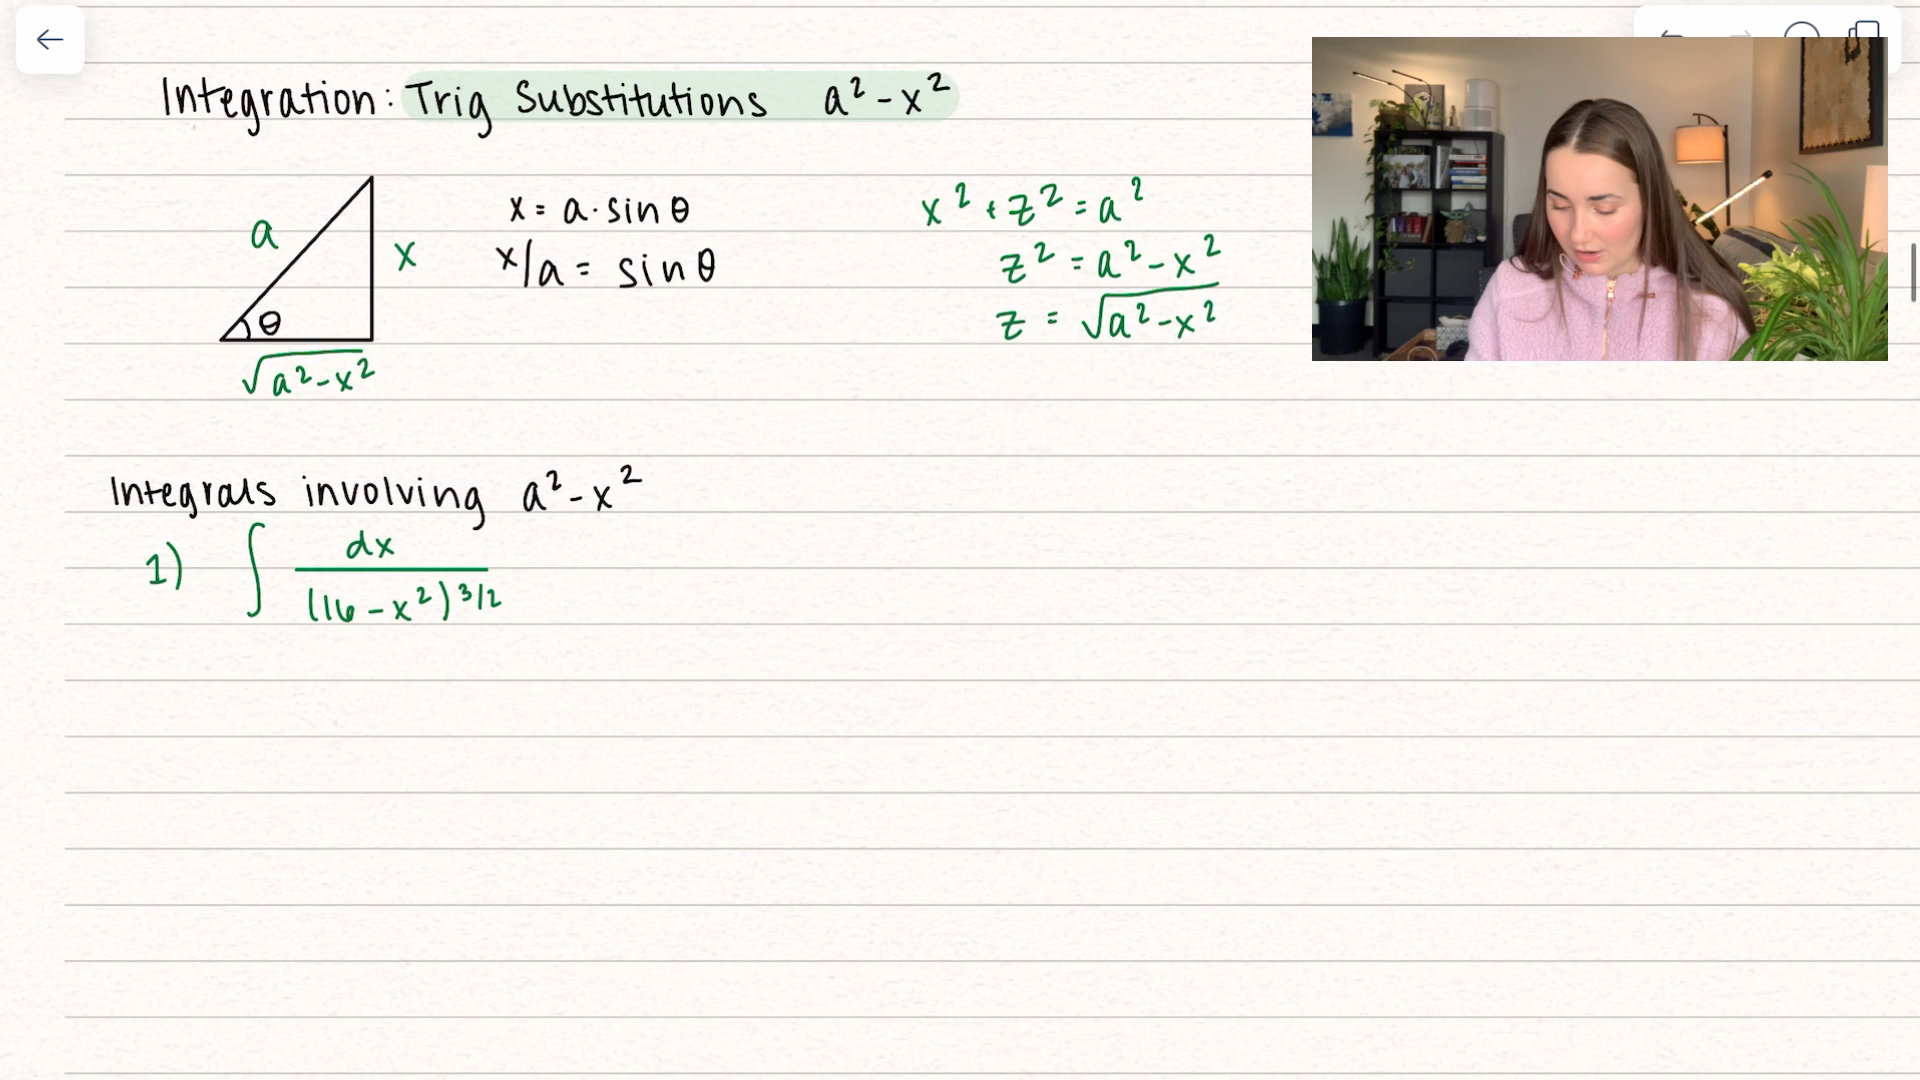 Integration: Trig Substitutions a² - x²
a
x
θ
√a² - x²
x = a · sin θ
x/a = sin θ
x² + z² = a²
z² = a² - x²
z = √a² - x²
Integrals involving a² - x²
1) ∫ dx / (16 - x²)^3/2